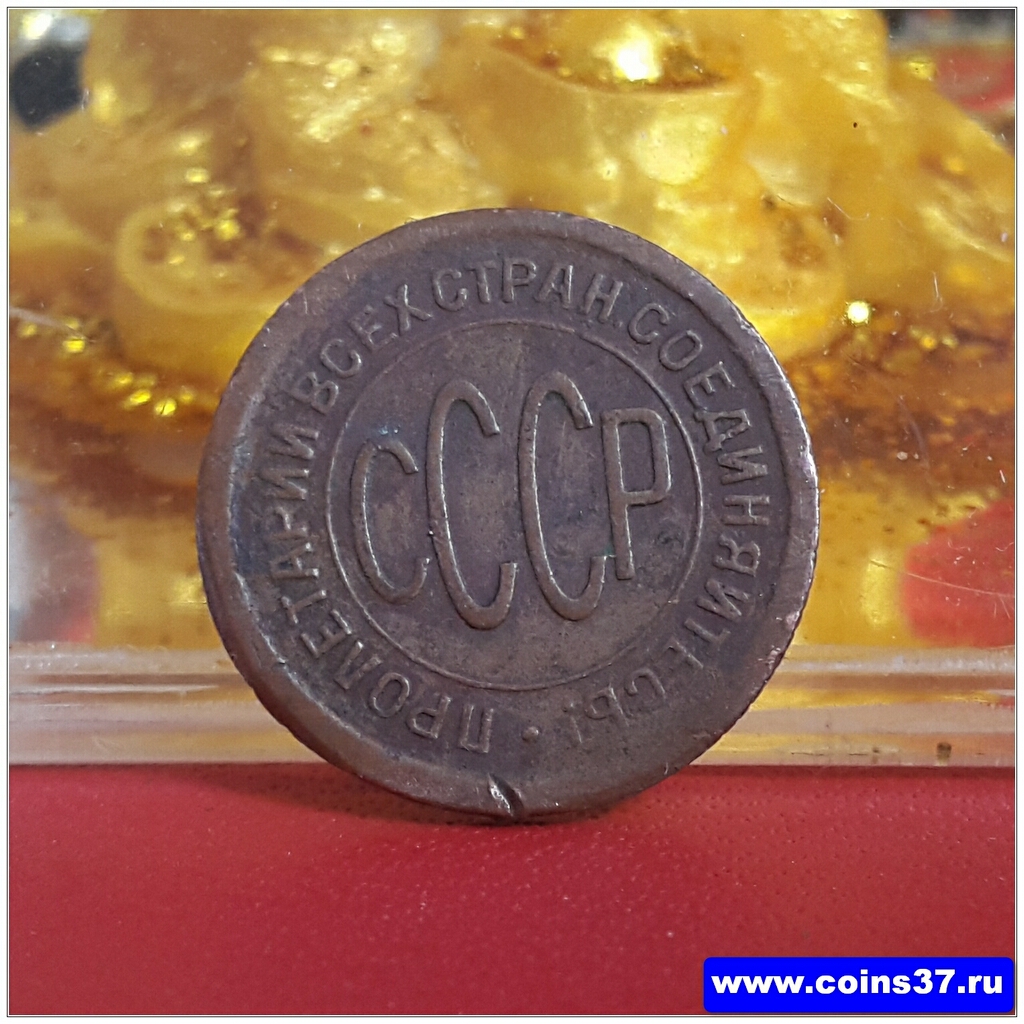 ПРОЛЕТАРИИ ВСЕХ СТРАН, СОЕДИНЯЙТЕСЬ! •
СССР
www.coins37.ru